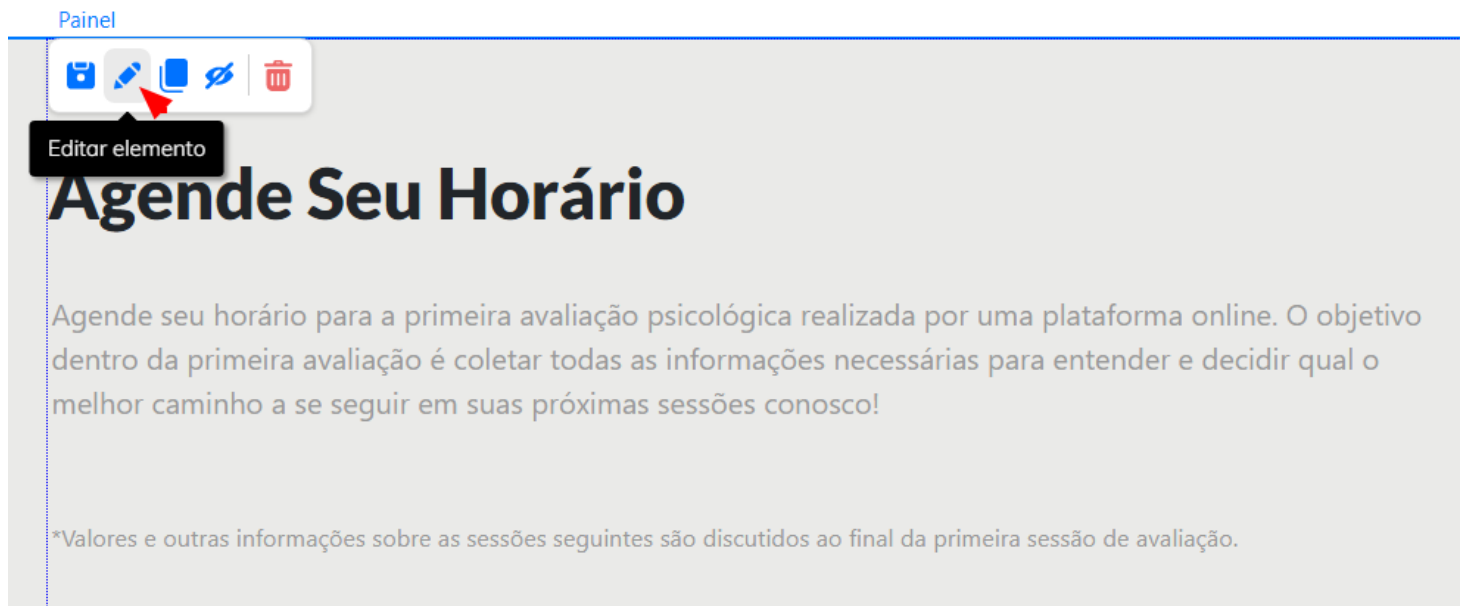 Painel
Editar elemento
Agende Seu Horário
Agende seu horário para a primeira avaliação psicológica realizada por uma plataforma online. O objetivo
dentro da primeira avaliação é coletar todas as informações necessárias para entender e decidir qual o
melhor caminho a se seguir em suas próximas sessões conosco!
*Valores e outras informações sobre as sessões seguintes são discutidos ao final da primeira sessão de avaliação.